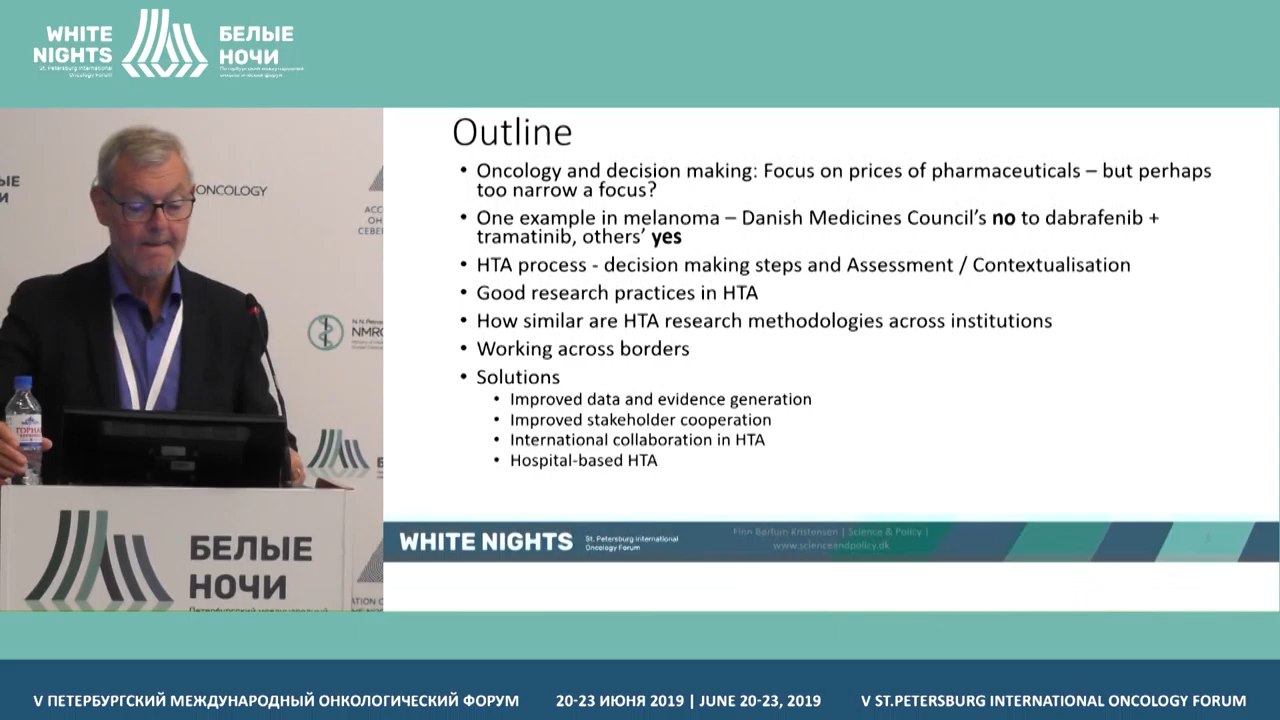 WHITE
NIGHTS
St. Petersburg International
Oncology Forum
БЕЛЫЕ
НОЧИ
Петербургский международный
онкологический форум
ONCOLOGY
Outline
• Oncology and decision making: Focus on prices of pharmaceuticals – but perhaps
too narrow a focus?
• One example in melanoma – Danish Medicines Council's no to dabrafenib +
tramatinib, others' yes
• HTA process - decision making steps and Assessment / Contextualisation
• Good research practices in HTA
• How similar are HTA research methodologies across institutions
• Working across borders
• Solutions
• Improved data and evidence generation
• Improved stakeholder cooperation
• International collaboration in HTA
• Hospital-based HTA
WHITE NIGHTS
St. Petersburg International
Oncology Forum
Finn Børlum Kristensen | Science & Policy |
www.scienceandpolicy.dk
БЕЛЫЕ
НОЧИ
V ПЕТЕРБУРГСКИЙ МЕЖДУНАРОДНЫЙ ОНКОЛОГИЧЕСКИЙ ФОРУМ
20-23 ИЮНЯ 2019 | JUNE 20-23, 2019
V ST.PETERSBURG INTERNATIONAL ONCOLOGY FORUM